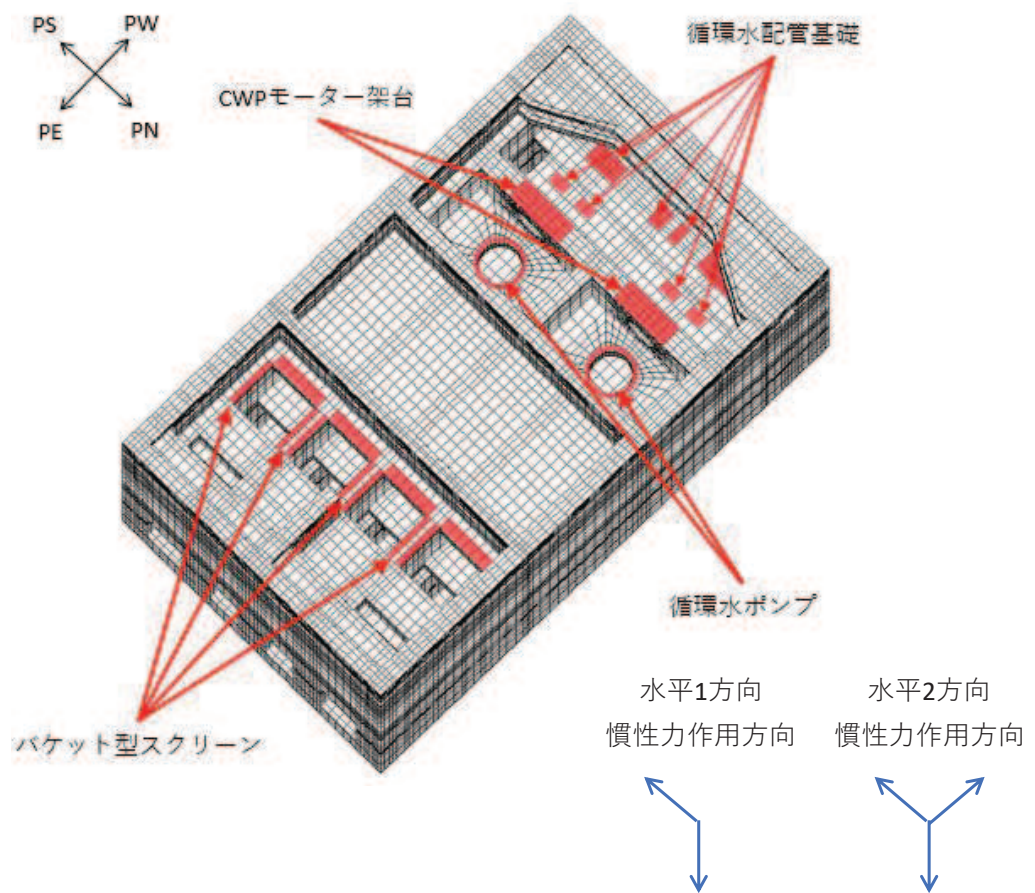 PS
PW
PE
PN
循環水配管基礎
CWPモーター架台
循環水ポンプ
バケット型スクリーン
水平1方向
慣性力作用方向
水平2方向
慣性力作用方向